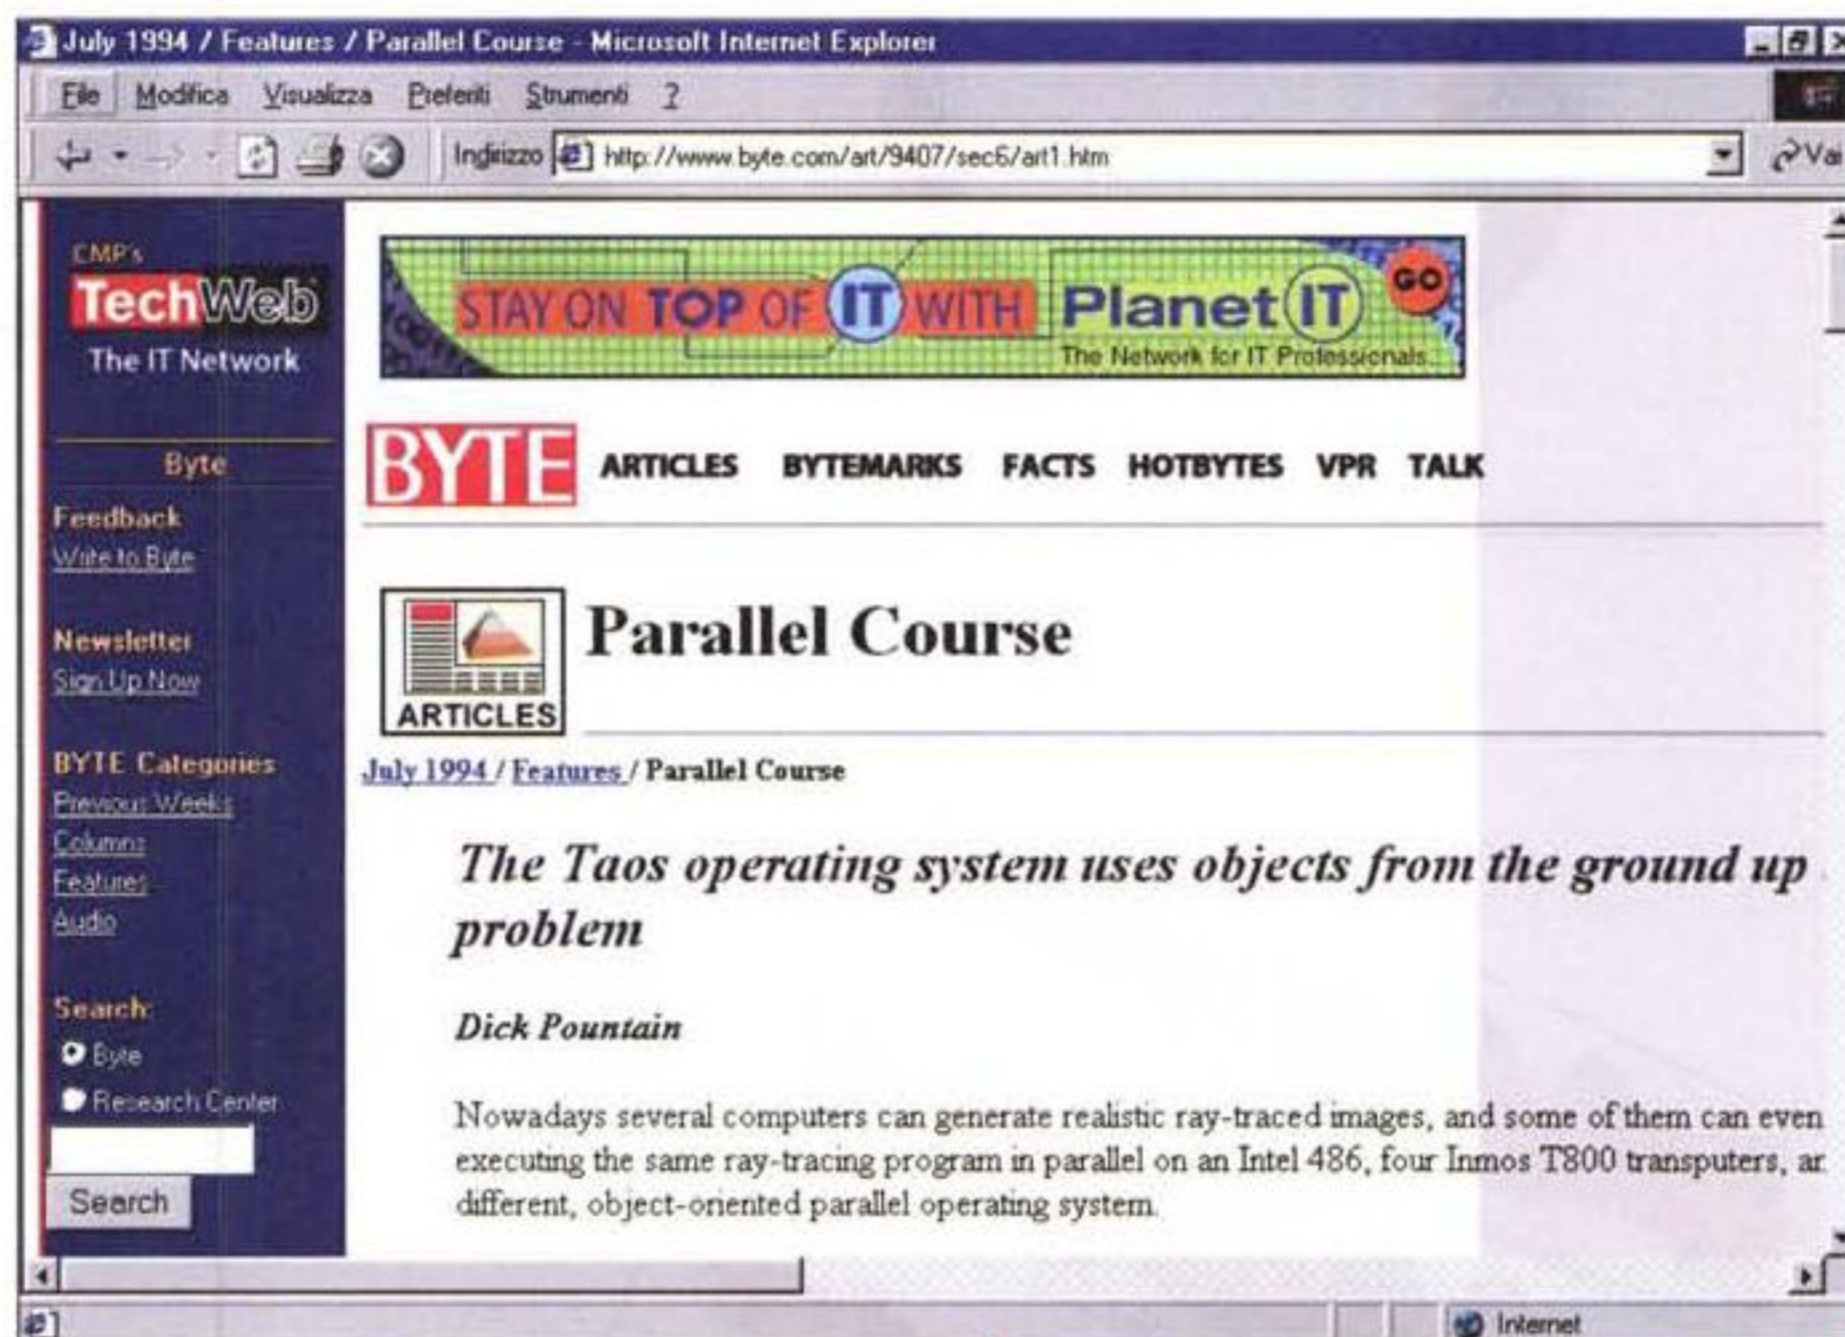 July 1994 / Features / Parallel Course - Microsoft Internet Explorer
File Modifica Visualizza Preferiti Strumenti ?
Indirizzo http://www.byte.com/art/9407/sec6/art1.htm Vai
CMP's
TechWeb
The IT Network
STAY ON TOP OF IT WITH Planet IT GO
The Network for IT Professionals.
Byte
BYTE ARTICLES BYTEMARKS FACTS HOTBYTES VPR TALK
Feedback
Write to Byte
Newsletter
Sign Up Now
BYTE Categories
Previous Weeks
Columns
Features
Audio
Search
Byte
Research Center
Search
ARTICLES
Parallel Course
July 1994 / Features / Parallel Course
The Taos operating system uses objects from the ground up
problem
Dick Pountain
Nowadays several computers can generate realistic ray-traced images, and some of them can even
executing the same ray-tracing program in parallel on an Intel 486, four Inmos T800 transputers, ar
different, object-oriented parallel operating system.
Internet